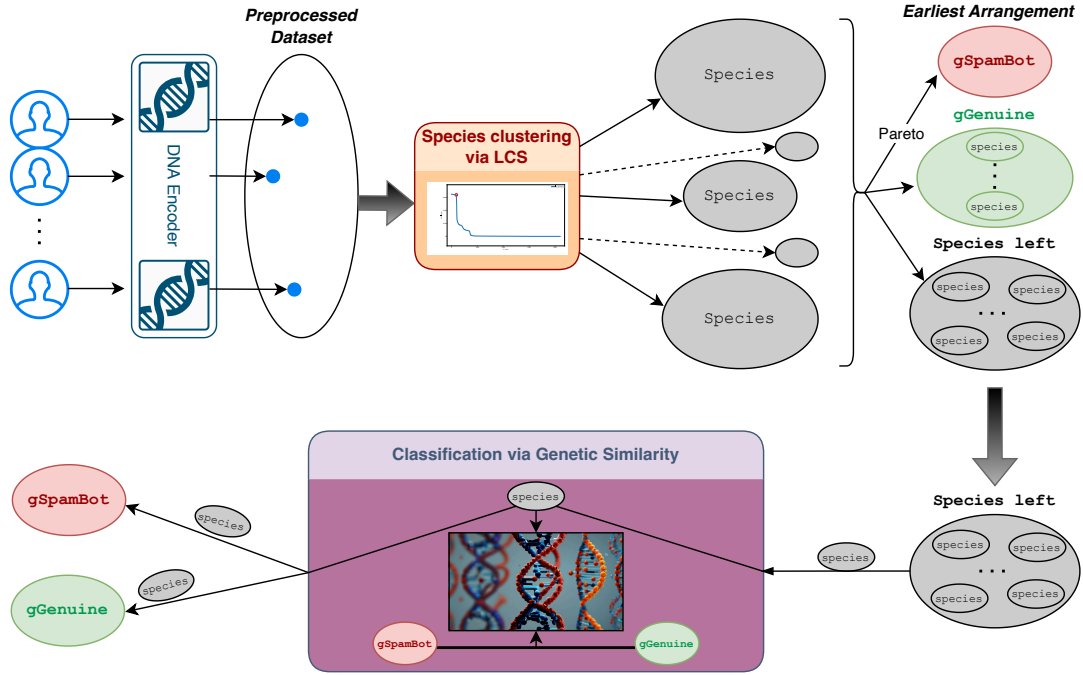 Preprocessed
Dataset
Earliest Arrangement
DNA Encoder
Species clustering
via LCS
Species
Species
Species
Pareto
gSpamBot
gGenuine
species
species
Species left
species
species
...
species
species
Classification via Genetic Similarity
species
gSpamBot
gGenuine
gSpamBot
species
species
gGenuine
species
Species left
species
species
...
species
species